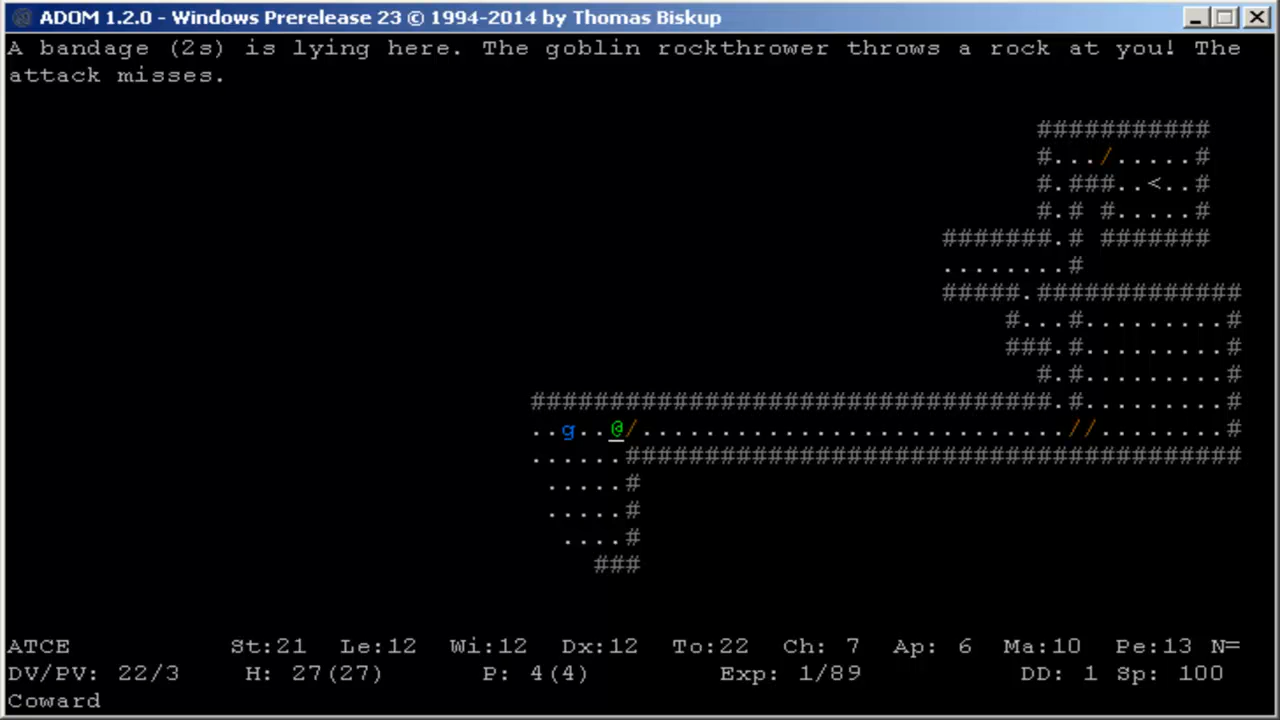 ADOM 1.2.0 - Windows Prerelease 23 © 1994-2014 by Thomas Biskup
A bandage (2s) is lying here. The goblin rockthrower throws a rock at you! The
attack misses.
###########
#.../.....#
#.###..<..#
#.# #.....#
#######.# #######
........#
#####.#############
#...#.........#
###.#.........#
#.#.........#
#################################.#.........#
..g..@/...........................//........#
......#######################################
.....#
.....#
....#
###
ATCE St:21 Le:12 Wi:12 Dx:12 To:22 Ch: 7 Ap: 6 Ma:10 Pe:13 N=
DV/PV: 22/3 H: 27(27) P: 4(4) Exp: 1/89 DD: 1 Sp: 100
Coward